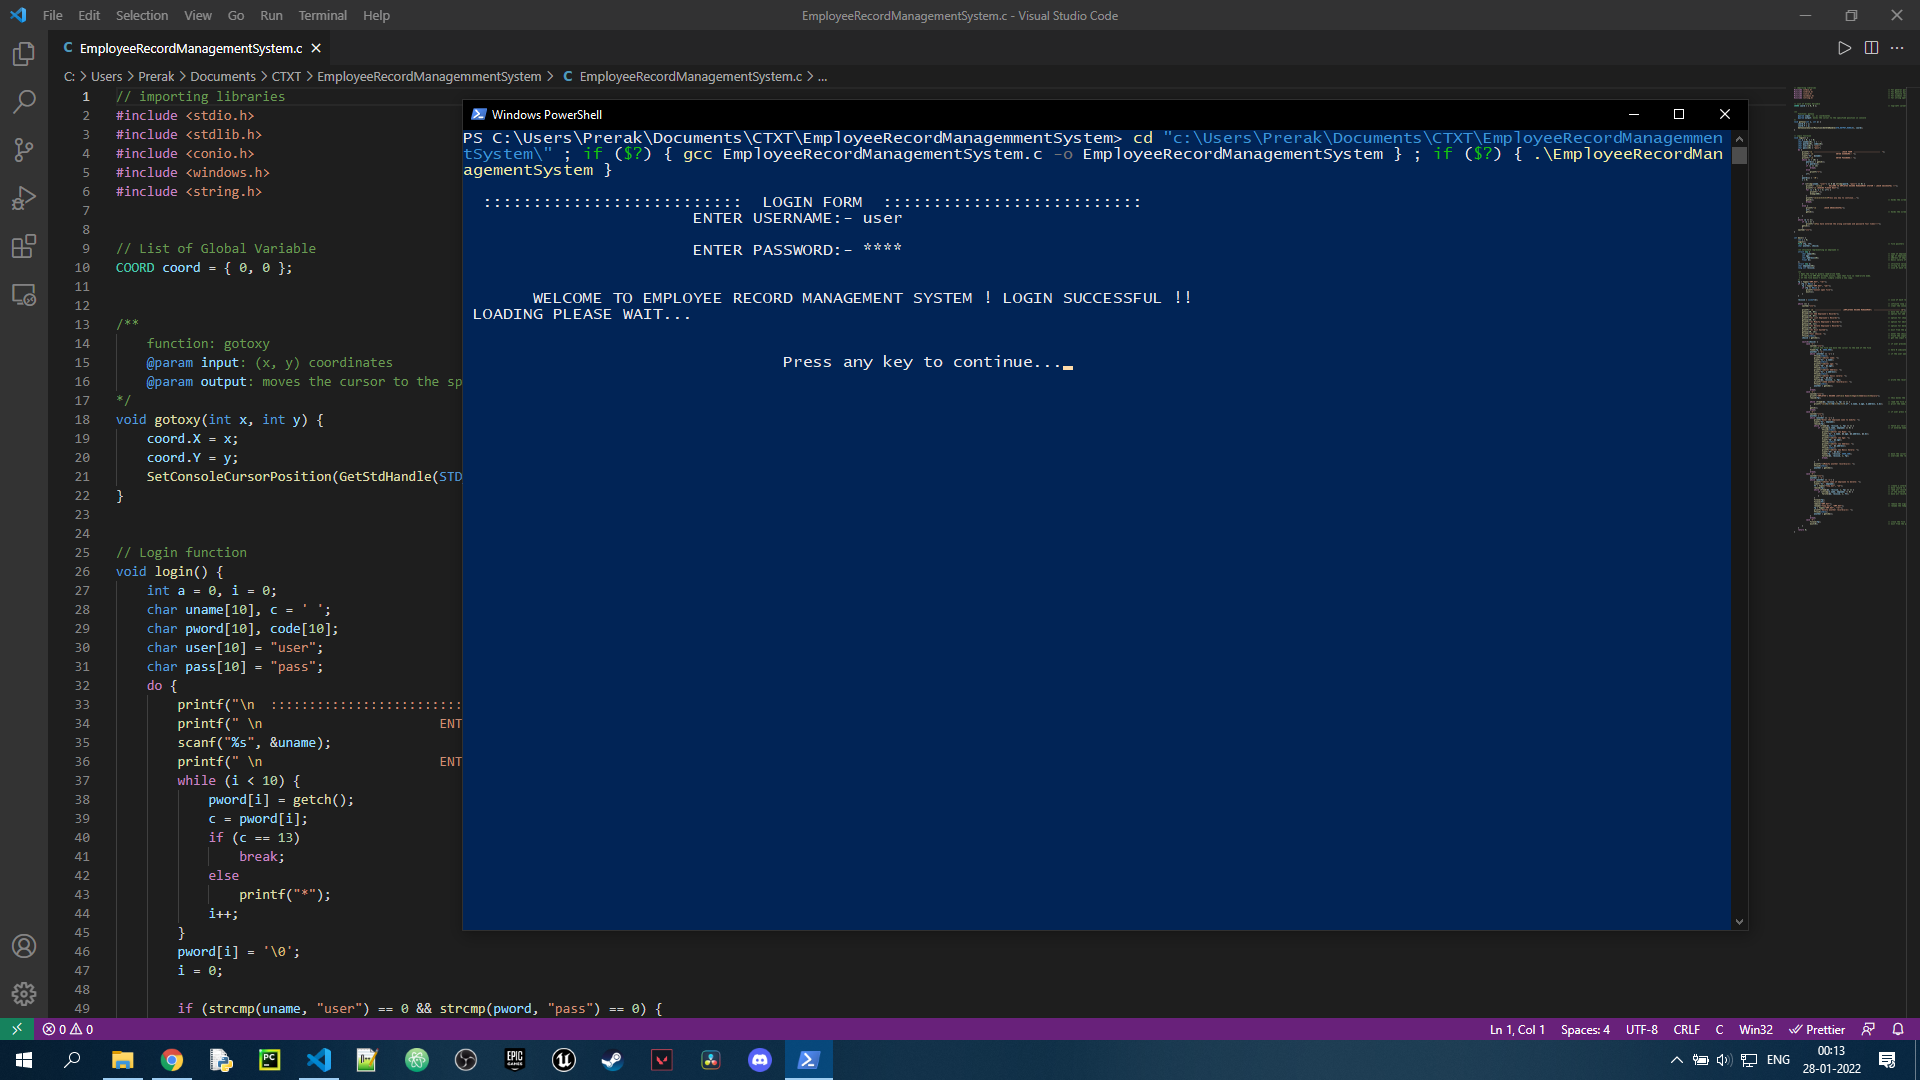 File Edit Selection View Go Run Terminal Help
EmployeeRecordManagementSystem.c - Visual Studio Code
C EmployeeRecordManagementSystem.c
C: > Users > Prerak > Documents > CTXT > EmployeeRecordManagemmentSystem > C EmployeeRecordManagementSystem.c > ...
1 // importing libraries
2 #include <stdio.h>
3 #include <stdlib.h>
4 #include <conio.h>
5 #include <windows.h>
6 #include <string.h>
7
8
9 // List of Global Variable
10 COORD coord = { 0, 0 };
11
12
13 /**
14 function: gotoxy
15 @param input: (x, y) coordinates
16 @param output: moves the cursor to the sp
17 */
18 void gotoxy(int x, int y) {
19 coord.X = x;
20 coord.Y = y;
21 SetConsoleCursorPosition(GetStdHandle(STD
22 }
23
24
25 // Login function
26 void login() {
27 int a = 0, i = 0;
28 char uname[10], c = ' ';
29 char pword[10], code[10];
30 char user[10] = "user";
31 char pass[10] = "pass";
32 do {
33 printf("\n :::::::::::::::::::::::::
34 printf(" \n ENT
35 scanf("%s", &uname);
36 printf(" \n ENT
37 while (i < 10) {
38 pword[i] = getch();
39 c = pword[i];
40 if (c == 13)
41 break;
42 else
43 printf("*");
44 i++;
45 }
46 pword[i] = '\0';
47 i = 0;
48
49 if (strcmp(uname, "user") == 0 && strcmp(pword, "pass") == 0) {
Windows PowerShell
PS C:\Users\Prerak\Documents\CTXT\EmployeeRecordManagemmentSystem> cd "c:\Users\Prerak\Documents\CTXT\EmployeeRecordManagemmen
tSystem\" ; if ($?) { gcc EmployeeRecordManagementSystem.c -o EmployeeRecordManagementSystem } ; if ($?) { .\EmployeeRecordMan
agementSystem }
:::::::::::::::::::::::::: LOGIN FORM ::::::::::::::::::::::::::
ENTER USERNAME:- user
ENTER PASSWORD:- ****
WELCOME TO EMPLOYEE RECORD MANAGEMENT SYSTEM ! LOGIN SUCCESSFUL !!
LOADING PLEASE WAIT...
Press any key to continue..._
0 0 Ln 1, Col 1 Spaces: 4 UTF-8 CRLF C Win32 Prettier
ENG
00:13
28-01-2022